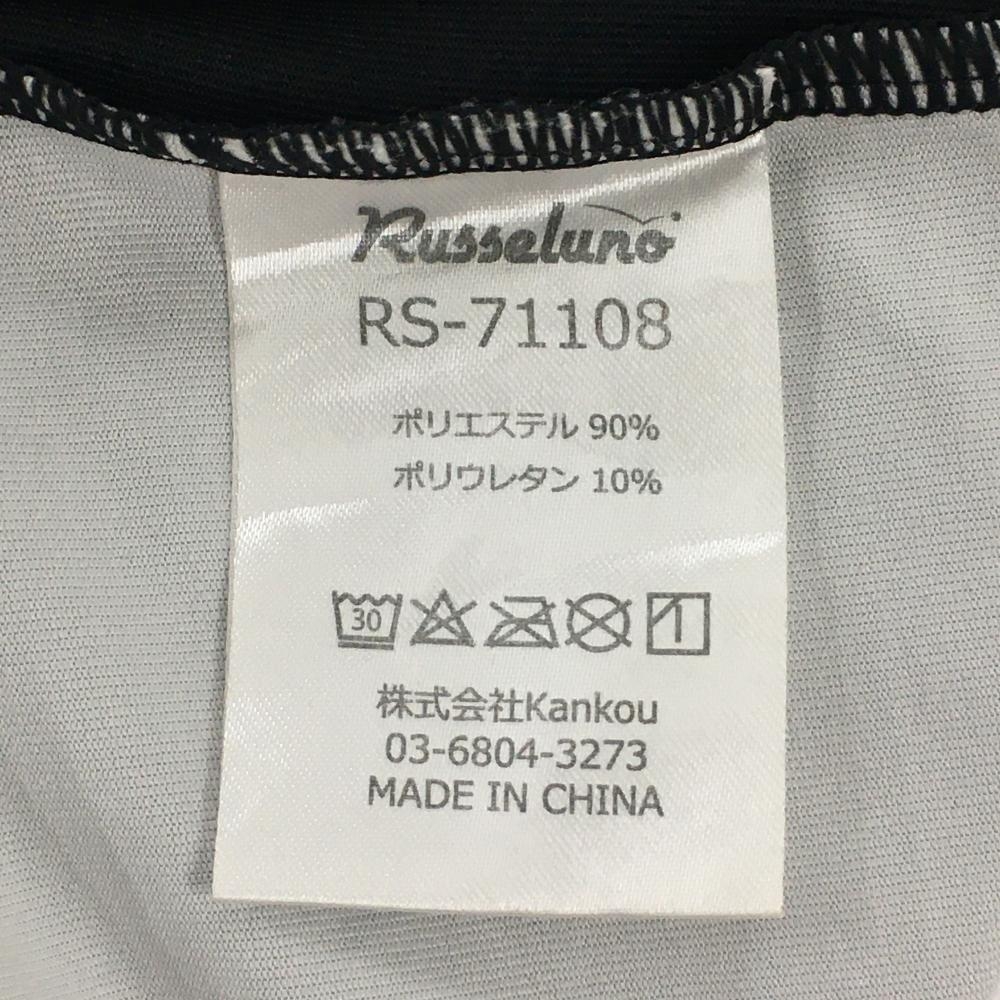 Russeluno
RS-71108
ポリエステル 90%
ポリウレタン 10%
30
株式会社Kankou
03-6804-3273
MADE IN CHINA